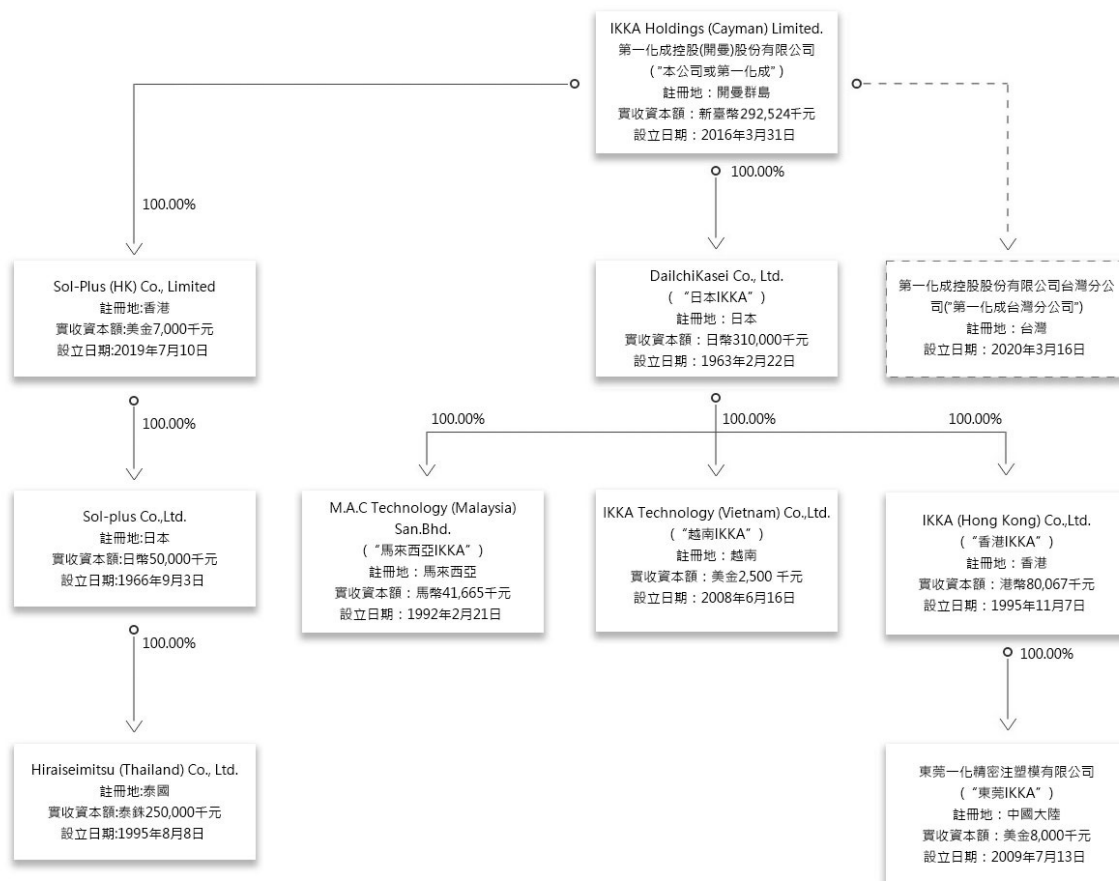 IKKA Holdings (Cayman) Limited.
第一化成控股(開曼)股份有限公司
(“本公司或第一化成”)
註冊地：開曼群島
實收資本額：新臺幣292,524千元
設立日期：2016年3月31日
100.00%
100.00%
Sol-Plus (HK) Co., Limited
註冊地:香港
實收資本額:美金7,000千元
設立日期:2019年7月10日
DaiIchiKasei Co., Ltd.
(“日本IKKA”)
註冊地：日本
實收資本額：日幣310,000千元
設立日期：1963年2月22日
第一化成控股股份有限公司台灣分公
司("第一化成台灣分公司")
註冊地：台灣
設立日期：2020年3月16日
100.00%
100.00%
100.00%
100.00%
Sol-plus Co.,Ltd.
註冊地:日本
實收資本額:日幣50,000千元
設立日期:1966年9月3日
M.A.C Technology (Malaysia)
San.Bhd.
(“馬來西亞IKKA”)
註冊地：馬來西亞
實收資本額：馬幣41,665千元
設立日期：1992年2月21日
IKKA Technology (Vietnam) Co.,Ltd.
(“越南IKKA”)
註冊地：越南
實收資本額：美金2,500 千元
設立日期：2008年6月16日
IKKA (Hong Kong) Co.,Ltd.
(“香港IKKA”)
註冊地：香港
實收資本額：港幣80,067千元
設立日期：1995年11月7日
100.00%
100.00%
Hiraiseimitsu (Thailand) Co., Ltd.
註冊地:泰國
實收資本額:泰銖250,000千元
設立日期:1995年8月8日
東莞一化精密注塑模有限公司
(“東莞IKKA”)
註冊地：中國大陸
實收資本額：美金8,000千元
設立日期：2009年7月13日